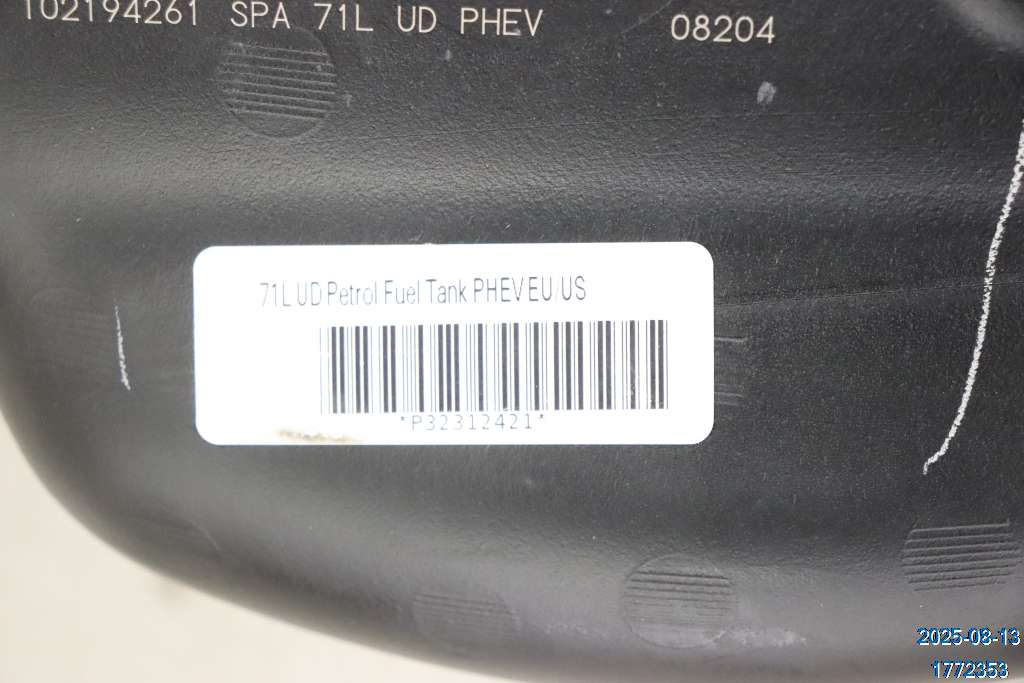 102194261 SPA 71L UD PHEV 08204
71L UD Petrol Fuel Tank PHEV EU/US
*P32312421*
2025-08-13
1772353